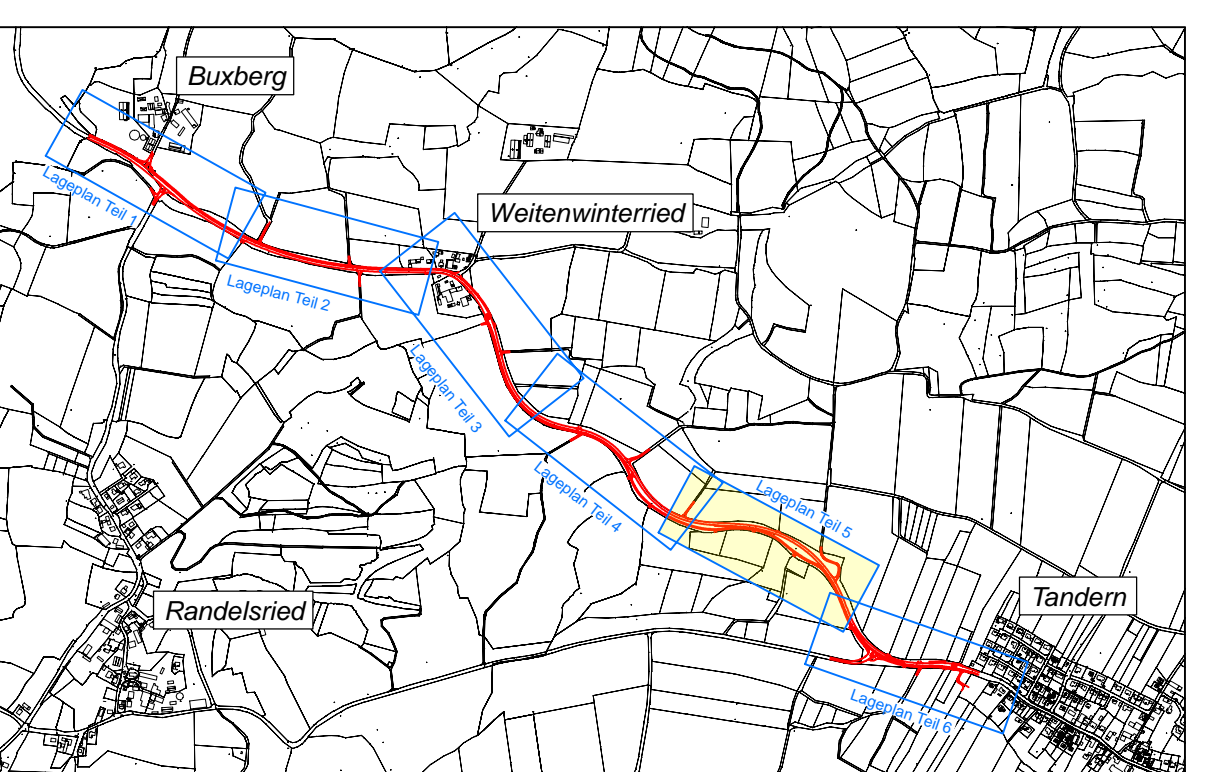 Buxberg
Lageplan Teil 1
Weitenwinterried
Lageplan Teil 2
Lageplan Teil 3
Lageplan Teil 4
Lageplan Teil 5
Randelsried
Tandern
Lageplan Teil 6